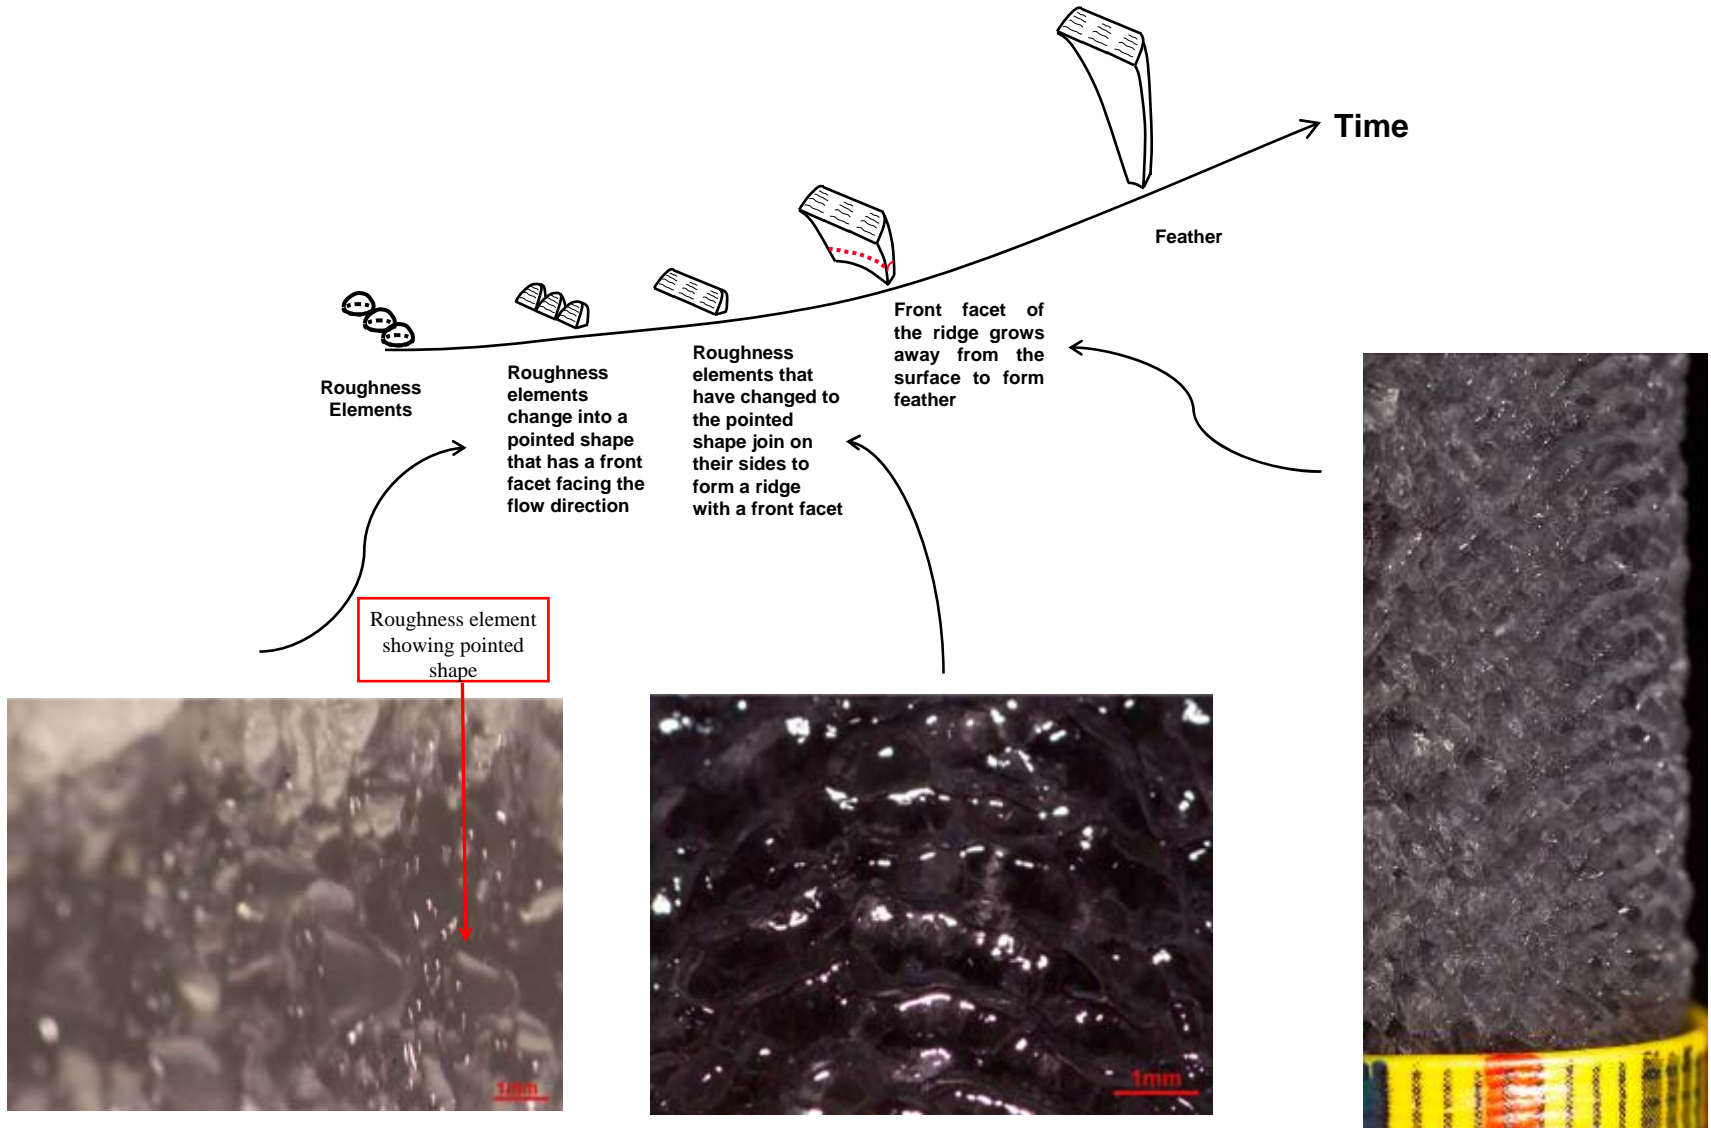 Time
Feather
Front facet of
the ridge grows
away from the
surface to form
feather
Roughness
elements that
have changed to
the pointed
shape join on
their sides to
form a ridge
with a front facet
Roughness
elements
change into a
pointed shape
that has a front
facet facing the
flow direction
Roughness
Elements
Roughness element
showing pointed
shape
1mm
1mm